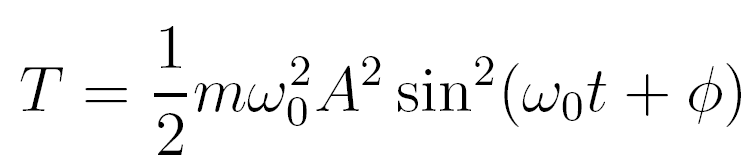 T = \frac{1}{2} m\omega_0^2 A^2 \sin^2(\omega_0 t + \phi)